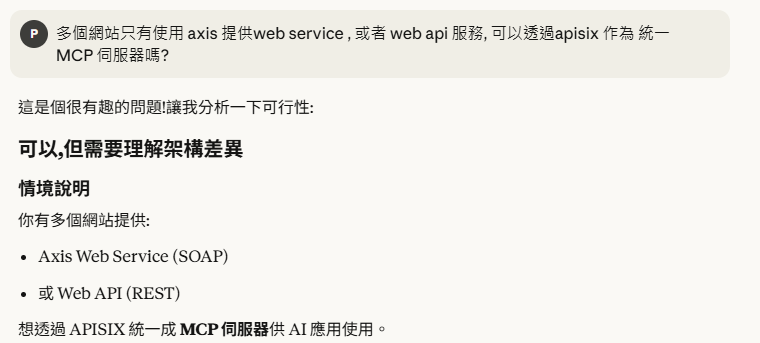 P
多個網站只有使用 axis 提供web service , 或者 web api 服務, 可以透過apisix 作為 統一
MCP 伺服器嗎?
這是個很有趣的問題!讓我分析一下可行性:
可以,但需要理解架構差異
情境說明
你有多個網站提供:
• Axis Web Service (SOAP)
• 或 Web API (REST)
想透過 APISIX 統一成 MCP 伺服器供 AI 應用使用。